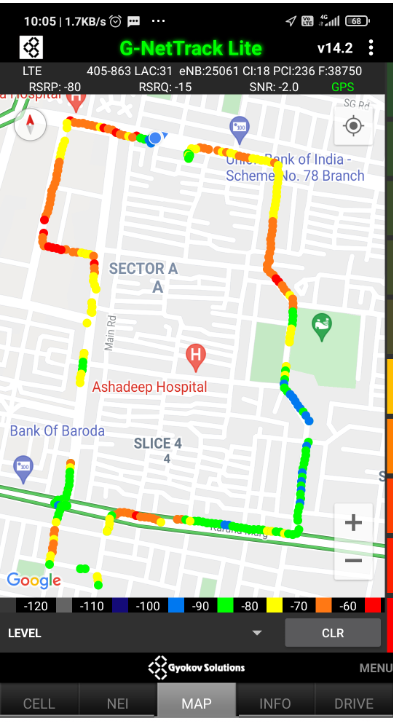 10:05 | 1.7KB/s
4G
68
G-NetTrack Lite
v14.2
LTE 405-863 LAC:31 eNB:25061 CI:18 PCI:236 F:38750
RSRP: -80 RSRQ: -15 SNR: -2.0 GPS
a Hospital
SG Rd
Union Bank of India -
Scheme No. 78 Branch
SECTOR A
A
Main Rd
H
Ashadeep Hospital
Bank Of Baroda
SLICE 4
4
S
Marg
+
−
Google
-120 -110 -100 -90 -80 -70 -60
LEVEL CLR
Gyokov Solutions
MENU
CELL NEI MAP INFO DRIVE